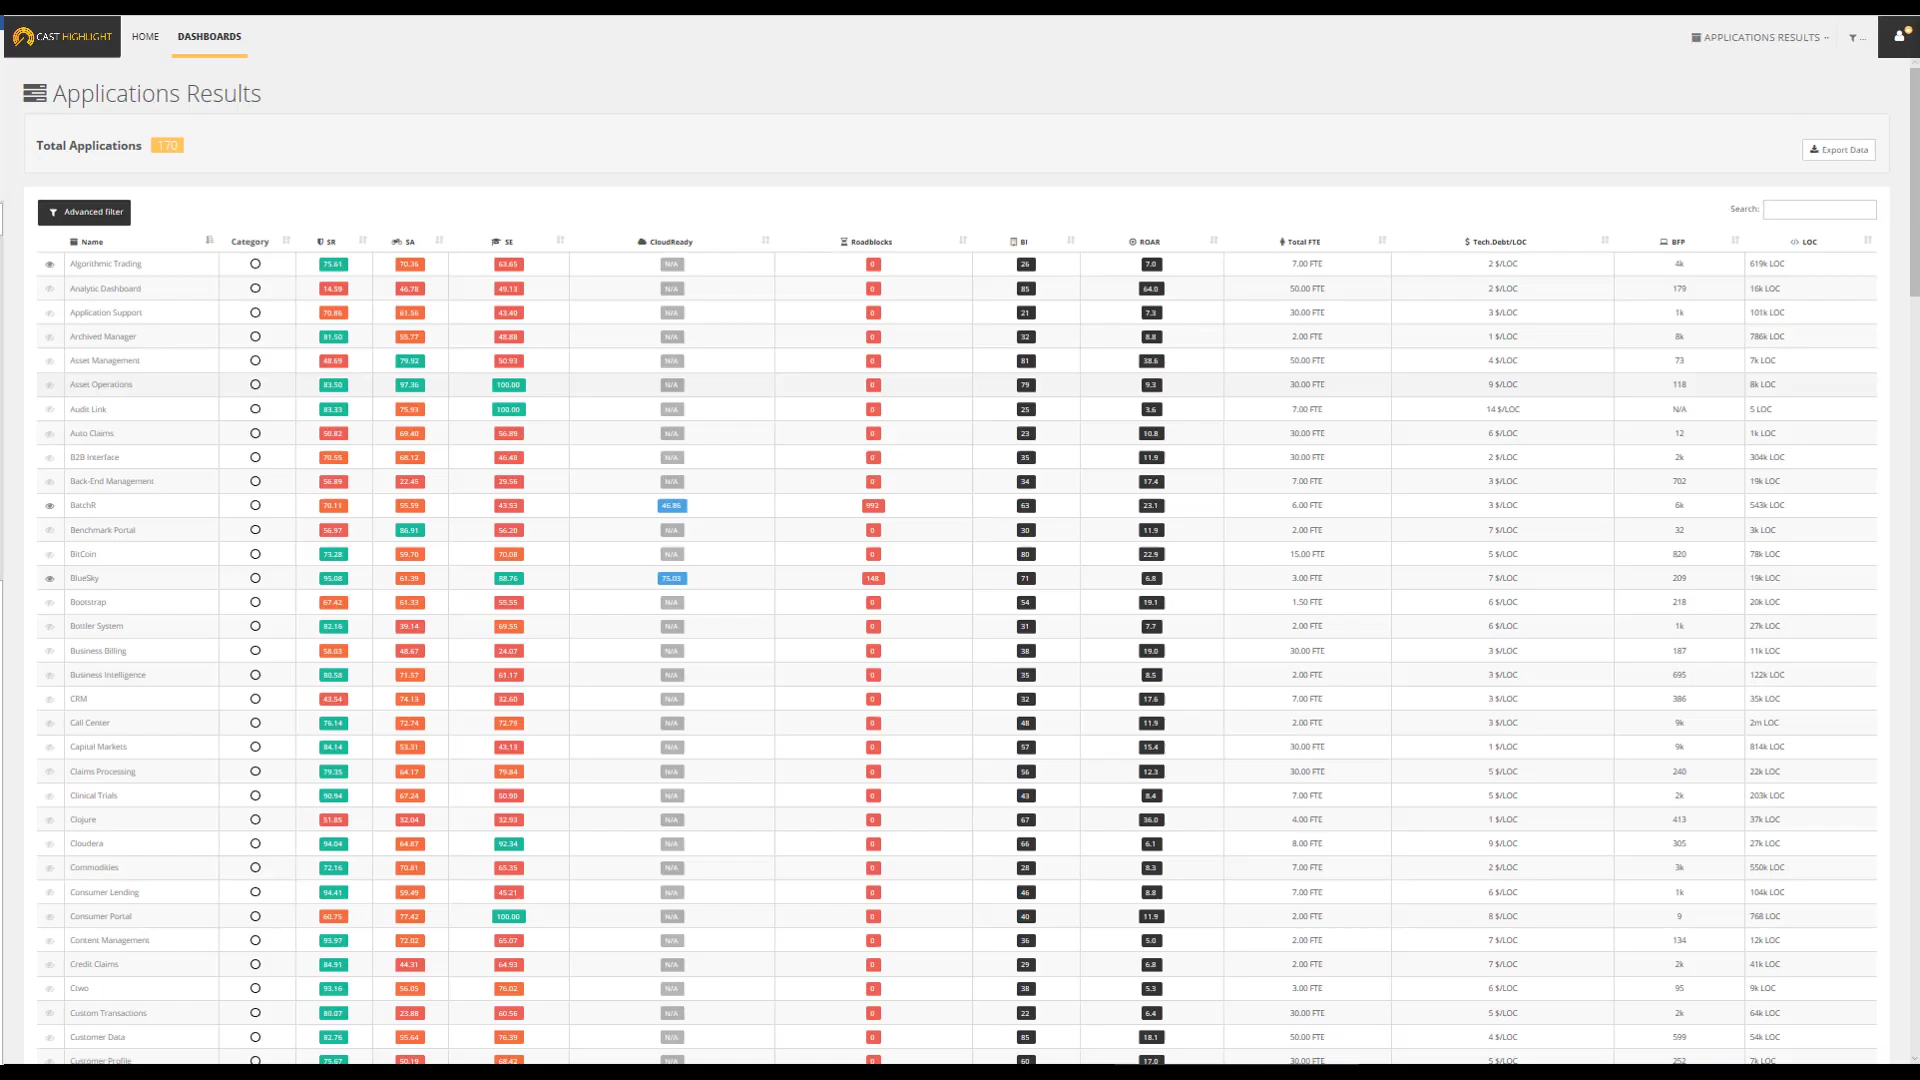 CAST HIGHLIGHT HOME DASHBOARDS APPLICATIONS RESULTS ...
Applications Results
Total Applications 170
Export Data
Advanced filter
Search:
Name Category SR SA SE CloudReady Roadblocks BI ROAR Total FTE Tech.Debt/LOC BFP LOC
Algorithmic Trading 75.61 70.36 63.65 N/A 0 26 7.0 7.00 FTE 2 $/LOC 4k 619k LOC
Analytic Dashboard 14.59 46.78 49.13 N/A 0 85 64.0 50.00 FTE 2 $/LOC 179 16k LOC
Application Support 70.86 61.56 43.40 N/A 0 21 7.3 30.00 FTE 3 $/LOC 1k 101k LOC
Archived Manager 81.50 55.77 48.88 N/A 0 32 8.8 2.00 FTE 1 $/LOC 8k 786k LOC
Asset Management 48.69 79.92 50.93 N/A 0 81 38.6 50.00 FTE 4 $/LOC 73 7k LOC
Asset Operations 83.50 97.36 100.00 N/A 0 79 9.3 30.00 FTE 9 $/LOC 118 8k LOC
Audit Link 83.33 75.93 100.00 N/A 0 25 3.6 7.00 FTE 14 $/LOC N/A 5 LOC
Auto Claims 50.82 69.40 56.89 N/A 0 23 10.8 30.00 FTE 6 $/LOC 12 1k LOC
B2B Interface 70.55 68.12 46.48 N/A 0 35 11.9 30.00 FTE 2 $/LOC 2k 304k LOC
Back-End Management 56.89 22.45 29.56 N/A 0 34 17.4 7.00 FTE 3 $/LOC 702 19k LOC
BatchR 70.11 55.59 43.53 46.86 992 63 23.1 6.00 FTE 3 $/LOC 6k 543k LOC
Benchmark Portal 56.97 86.91 56.20 N/A 0 30 11.9 2.00 FTE 7 $/LOC 32 3k LOC
BitCoin 73.28 59.70 70.08 N/A 0 80 22.9 15.00 FTE 5 $/LOC 820 78k LOC
BlueSky 95.08 61.39 88.76 75.03 148 71 6.8 3.00 FTE 7 $/LOC 209 19k LOC
Bootstrap 67.42 61.33 55.55 N/A 0 54 19.1 1.50 FTE 6 $/LOC 218 20k LOC
Bottler System 82.16 39.14 69.55 N/A 0 31 7.7 2.00 FTE 6 $/LOC 1k 27k LOC
Business Billing 58.03 48.67 24.07 N/A 0 38 19.0 30.00 FTE 3 $/LOC 187 11k LOC
Business Intelligence 80.58 71.57 61.17 N/A 0 35 8.5 2.00 FTE 3 $/LOC 695 122k LOC
CRM 43.54 74.13 32.60 N/A 0 32 17.6 7.00 FTE 3 $/LOC 386 35k LOC
Call Center 76.14 72.74 72.79 N/A 0 48 11.9 2.00 FTE 3 $/LOC 9k 2m LOC
Capital Markets 84.14 53.31 43.13 N/A 0 57 15.4 30.00 FTE 1 $/LOC 9k 814k LOC
Claims Processing 79.35 64.17 79.84 N/A 0 56 12.3 30.00 FTE 5 $/LOC 240 22k LOC
Clinical Trials 90.94 67.24 50.90 N/A 0 43 8.4 7.00 FTE 5 $/LOC 2k 203k LOC
Clojure 51.85 32.04 32.93 N/A 0 67 36.0 4.00 FTE 1 $/LOC 413 37k LOC
Cloudera 94.04 64.87 92.34 N/A 0 66 6.1 8.00 FTE 9 $/LOC 305 27k LOC
Commodities 72.16 70.81 65.35 N/A 0 28 8.3 7.00 FTE 2 $/LOC 3k 550k LOC
Consumer Lending 94.41 59.49 45.21 N/A 0 46 8.8 7.00 FTE 6 $/LOC 1k 104k LOC
Consumer Portal 60.75 77.42 100.00 N/A 0 40 11.9 2.00 FTE 8 $/LOC 9 768 LOC
Content Management 93.97 72.02 65.07 N/A 0 36 5.0 2.00 FTE 7 $/LOC 134 12k LOC
Credit Claims 84.91 44.31 64.93 N/A 0 29 6.8 2.00 FTE 7 $/LOC 2k 41k LOC
Ctwo 93.16 56.05 76.02 N/A 0 38 5.3 3.00 FTE 6 $/LOC 95 9k LOC
Custom Transactions 80.07 23.88 60.56 N/A 0 22 6.4 30.00 FTE 5 $/LOC 2k 64k LOC
Customer Data 82.76 55.64 76.39 N/A 0 85 18.1 50.00 FTE 4 $/LOC 599 54k LOC
Customer Profile 75.67 50.19 68.42 N/A 0 60 17.0 30.00 FTE 5 $/LOC 252 7k LOC